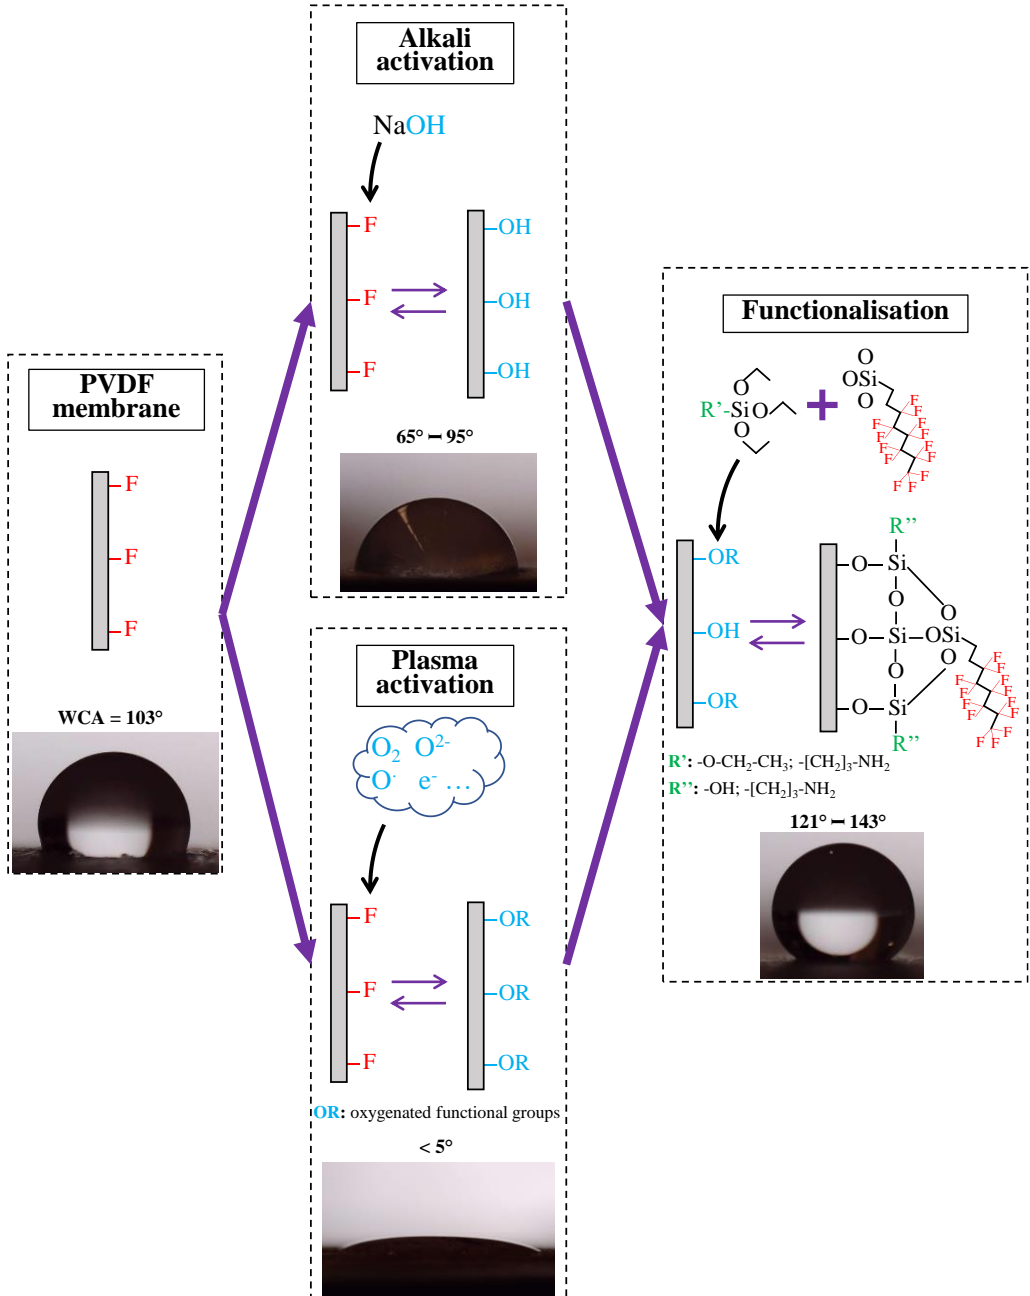 PVDF
membrane
F
F
F
WCA = 103°
Alkali
activation
NaOH
F
F
F
OH
OH
OH
65° – 95°
Plasma
activation
O₂ O²⁻
O· e⁻ …
F
F
F
OR
OR
OR
OR: oxygenated functional groups
< 5°
Functionalisation
O
R'-SiO
O
+
O
OSi
O
F F F F F F F F F F F F F
OR
OH
OR
R''
O Si
O O
O Si OSi
O O
O Si
R''
F F F F F F F F F F F F F
R': -O-CH₂-CH₃; -[CH₂]₃-NH₂
R'': -OH; -[CH₂]₃-NH₂
121° – 143°